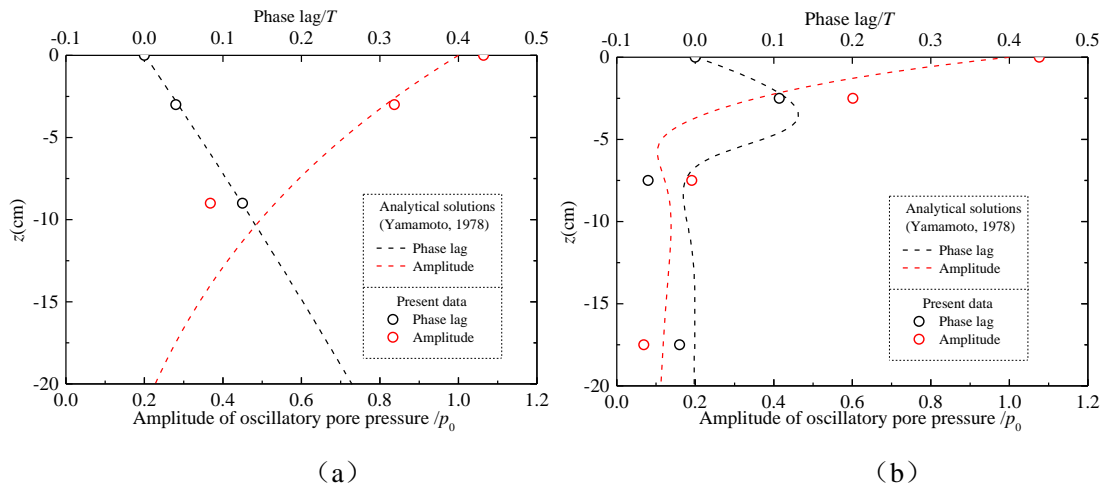 Phase lag/T
-0.1 0.0 0.1 0.2 0.3 0.4 0.5
0
-5
-10
-15
-20
z(cm)
Analytical solutions
(Yamamoto, 1978)
Phase lag
Amplitude
Present data
Phase lag
Amplitude
0.0 0.2 0.4 0.6 0.8 1.0 1.2
Amplitude of oscillatory pore pressure /p₀
(a)
Phase lag/T
-0.1 0.0 0.1 0.2 0.3 0.4 0.5
0
-5
-10
-15
-20
z(cm)
Analytical solutions
(Yamamoto, 1978)
Phase lag
Amplitude
Present data
Phase lag
Amplitude
0.0 0.2 0.4 0.6 0.8 1.0 1.2
Amplitude of oscillatory pore pressure /p₀
(b)